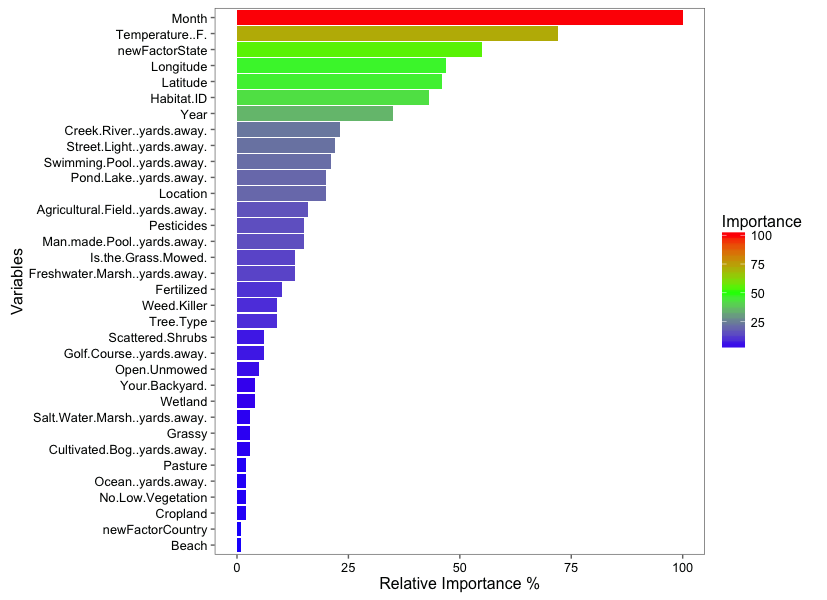 Variables
Month
Temperature..F.
newFactorState
Longitude
Latitude
Habitat.ID
Year
Creek.River..yards.away.
Street.Light..yards.away.
Swimming.Pool..yards.away.
Pond.Lake..yards.away.
Location
Agricultural.Field..yards.away.
Pesticides
Man.made.Pool..yards.away.
Is.the.Grass.Mowed.
Freshwater.Marsh..yards.away.
Fertilized
Weed.Killer
Tree.Type
Scattered.Shrubs
Golf.Course..yards.away.
Open.Unmowed
Your.Backyard.
Wetland
Salt.Water.Marsh..yards.away.
Grassy
Cultivated.Bog..yards.away.
Pasture
Ocean..yards.away.
No.Low.Vegetation
Cropland
newFactorCountry
Beach
0 25 50 75 100
Relative Importance %
Importance
100
75
50
25